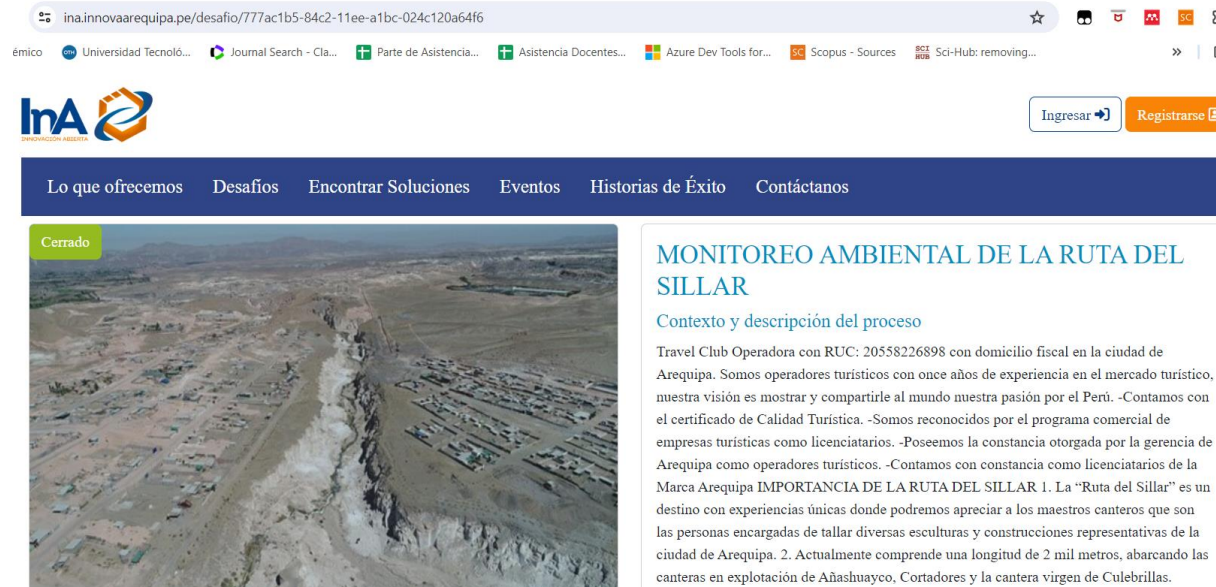 ina.innovaarequipa.pe/desafio/777ac1b5-84c2-11ee-a1bc-024c120a64f6
émico Universidad Tecnoló... Journal Search - Cla... Parte de Asistencia... Asistencia Docentes... Azure Dev Tools for... SC Scopus - Sources SCI HUB Sci-Hub: removing... »
InA
INNOVACIÓN ABIERTA
Ingresar
Registrarse
Lo que ofrecemos Desafíos Encontrar Soluciones Eventos Historias de Éxito Contáctanos
Cerrado
MONITOREO AMBIENTAL DE LA RUTA DEL
SILLAR
Contexto y descripción del proceso
Travel Club Operadora con RUC: 20558226898 con domicilio fiscal en la ciudad de
Arequipa. Somos operadores turísticos con once años de experiencia en el mercado turístico,
nuestra visión es mostrar y compartirle al mundo nuestra pasión por el Perú. -Contamos con
el certificado de Calidad Turística. -Somos reconocidos por el programa comercial de
empresas turísticas como licenciatarios. -Poseemos la constancia otorgada por la gerencia de
Arequipa como operadores turísticos. -Contamos con constancia como licenciatarios de la
Marca Arequipa IMPORTANCIA DE LA RUTA DEL SILLAR 1. La “Ruta del Sillar” es un
destino con experiencias únicas donde podremos apreciar a los maestros canteros que son
las personas encargadas de tallar diversas esculturas y construcciones representativas de la
ciudad de Arequipa. 2. Actualmente comprende una longitud de 2 mil metros, abarcando las
canteras en explotación de Añashuayco, Cortadores y la cantera virgen de Culebrillas.